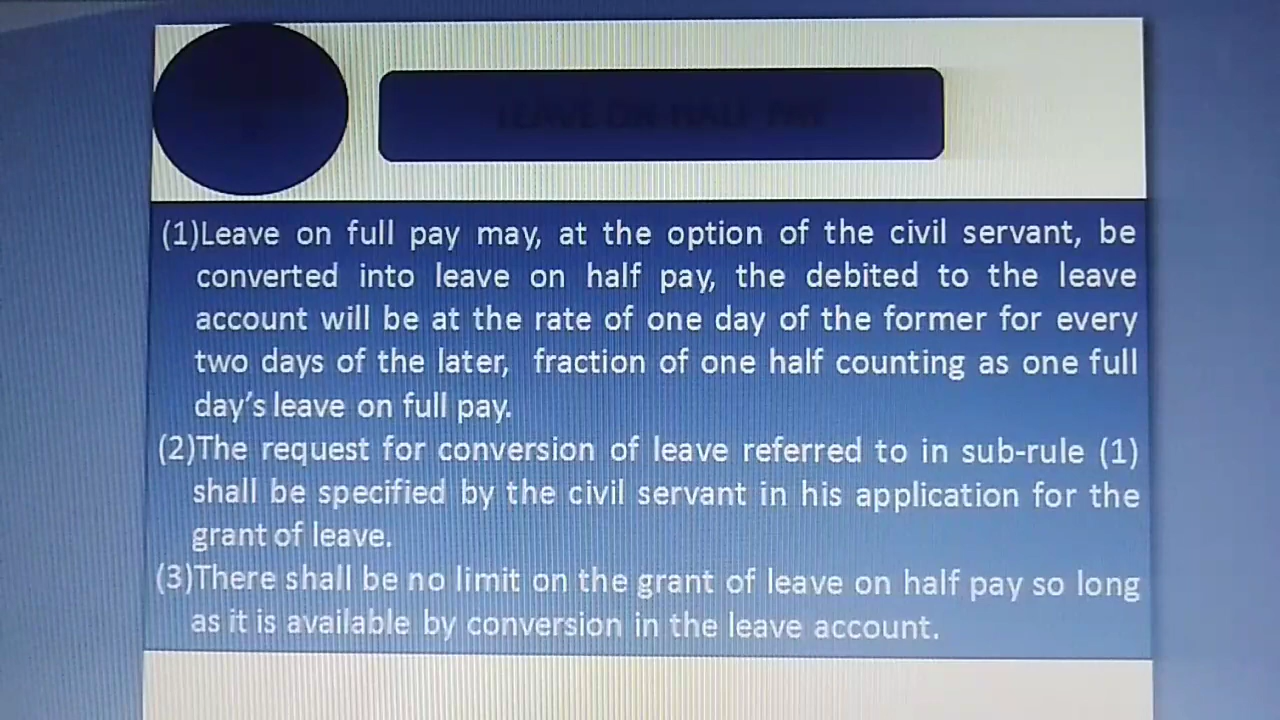 LEAVE ON HALF PAY
(1)Leave on full pay may, at the option of the civil servant, be
converted into leave on half pay, the debited to the leave
account will be at the rate of one day of the former for every
two days of the later, fraction of one half counting as one full
day's leave on full pay.
(2)The request for conversion of leave referred to in sub-rule (1)
shall be specified by the civil servant in his application for the
grant of leave.
(3)There shall be no limit on the grant of leave on half pay so long
as it is available by conversion in the leave account.